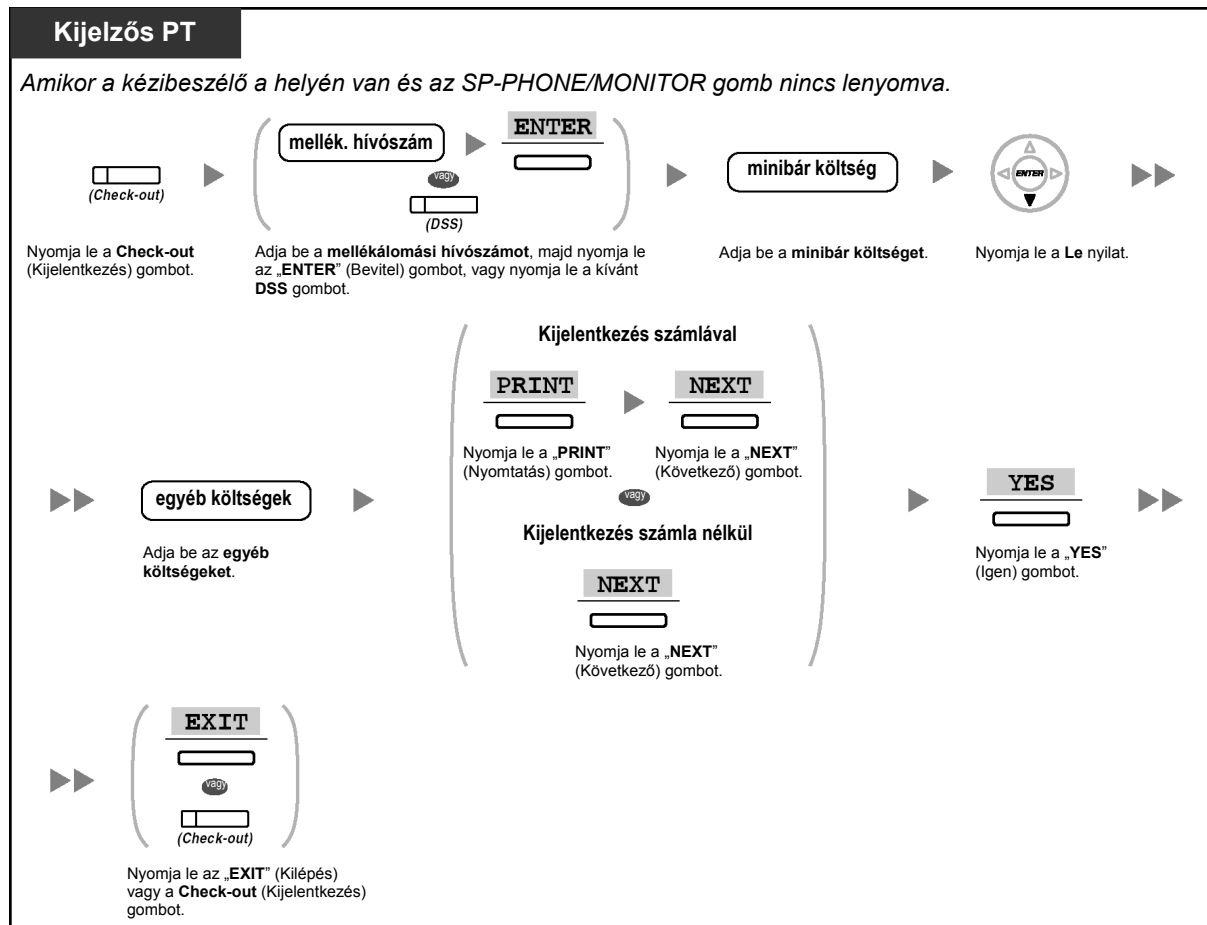 Kijelzős PT
Amikor a kézibeszélő a helyén van és az SP-PHONE/MONITOR gomb nincs lenyomva.
(Check-out)
Nyomja le a Check-out
(Kijelentkezés) gombot.
mellék. hívószám
ENTER
vagy
(DSS)
Adja be a mellékálomási hívószámot, majd nyomja le
az „ENTER” (Bevitel) gombot, vagy nyomja le a kívánt
DSS gombot.
minibár költség
Adja be a minibár költséget.
ENTER
Nyomja le a Le nyilat.
egyéb költségek
Adja be az egyéb
költségeket.
Kijelentkezés számlával
PRINT
Nyomja le a „PRINT”
(Nyomtatás) gombot.
NEXT
Nyomja le a „NEXT”
(Következő) gombot.
vagy
Kijelentkezés számla nélkül
NEXT
Nyomja le a „NEXT”
(Következő) gombot.
YES
Nyomja le a „YES”
(Igen) gombot.
EXIT
vagy
(Check-out)
Nyomja le az „EXIT” (Kilépés)
vagy a Check-out (Kijelentkezés)
gombot.